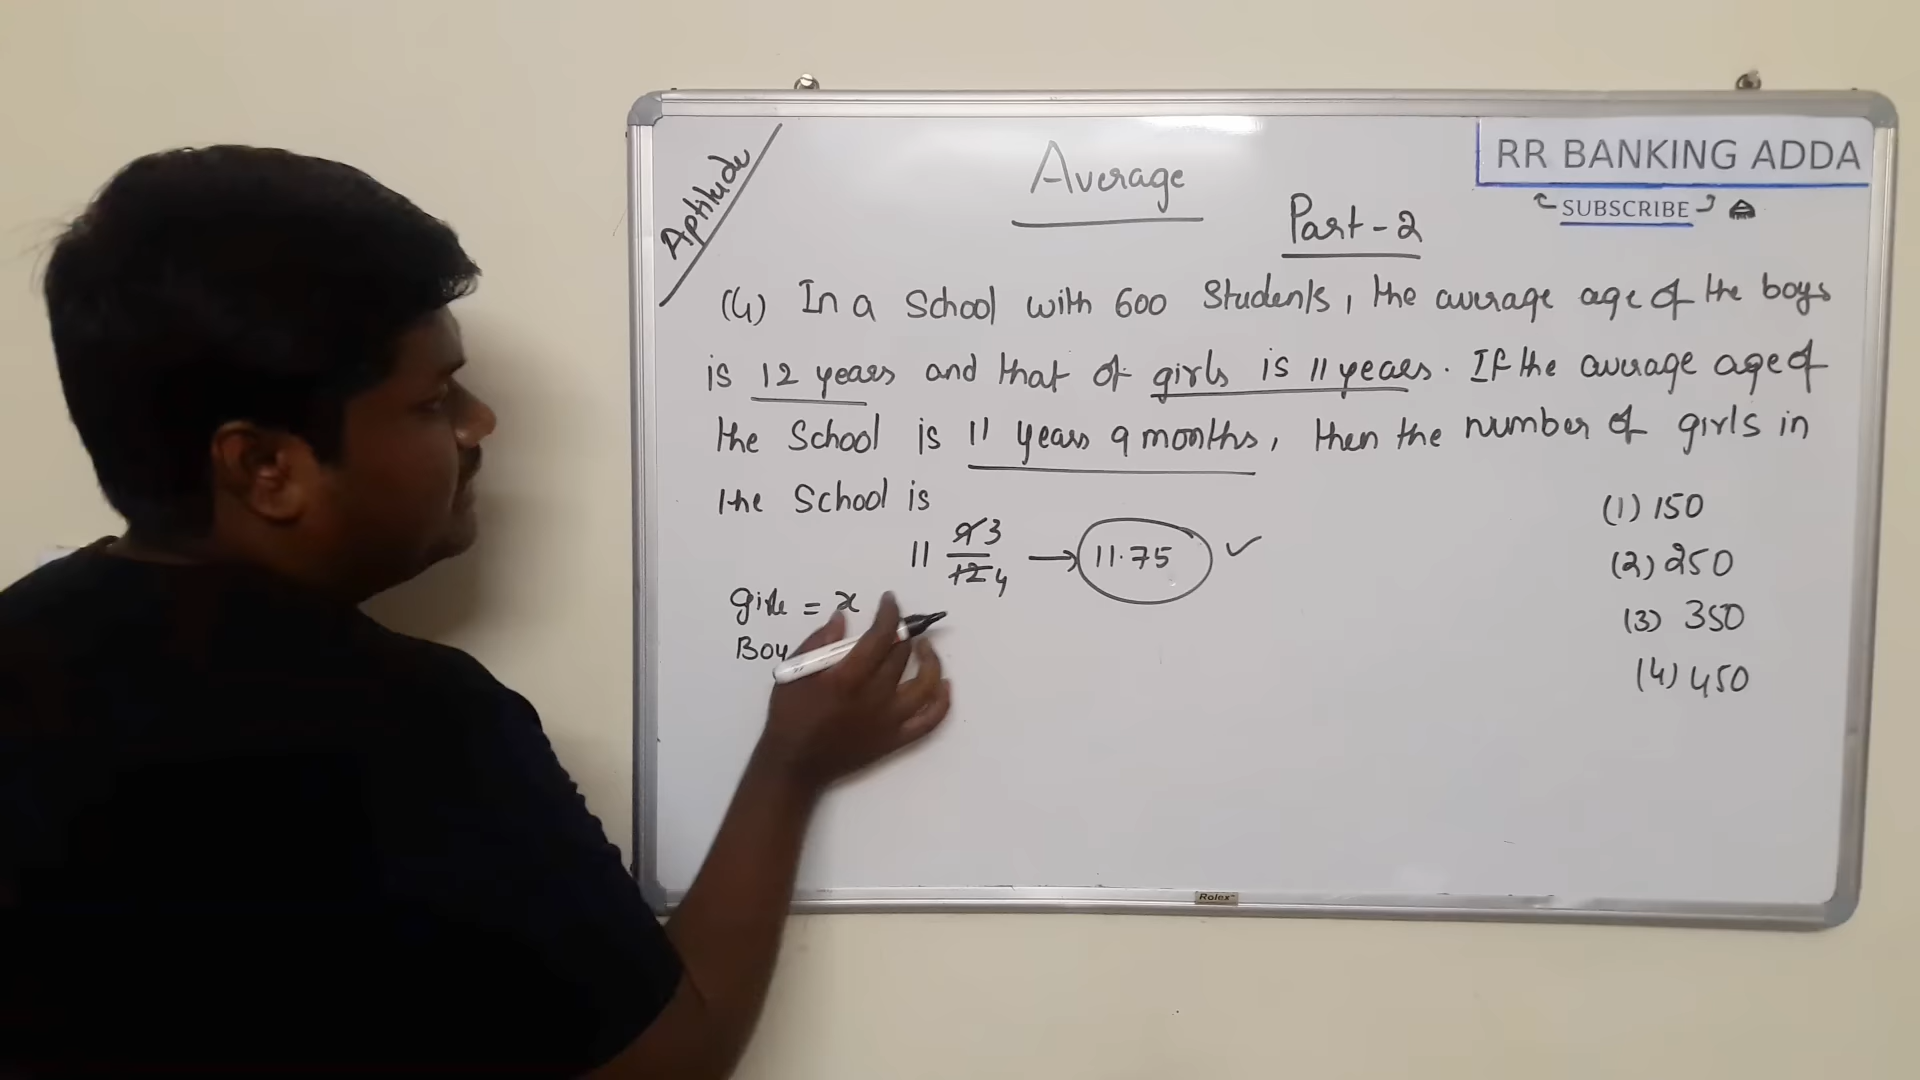 Aptitude
Average
RR BANKING ADDA
SUBSCRIBE
Part-2
(4) In a School with 600 Students, the average age of the boys
is 12 years and that of girls is 11 years. If the average age of
the School is 11 years 9 months, then the number of girls in
the School is
11 9 3 / 12 4 → 11.75 ✓
girls = x
Boy
(1) 150
(2) 250
(3) 350
(4) 450
Rolex